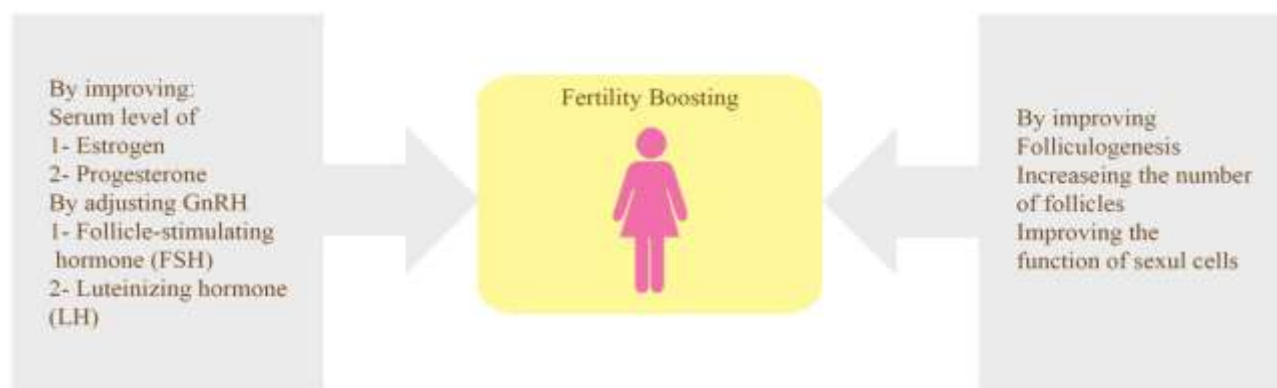 By improving:
Serum level of
1- Estrogen
2- Progesterone
By adjusting GnRH
1- Follicle-stimulating
hormone (FSH)
2- Luteinizing hormone
(LH)
Fertility Boosting
By improving
Folliculogenesis
Increaseing the number
of follicles
Improving the
function of sexul cells